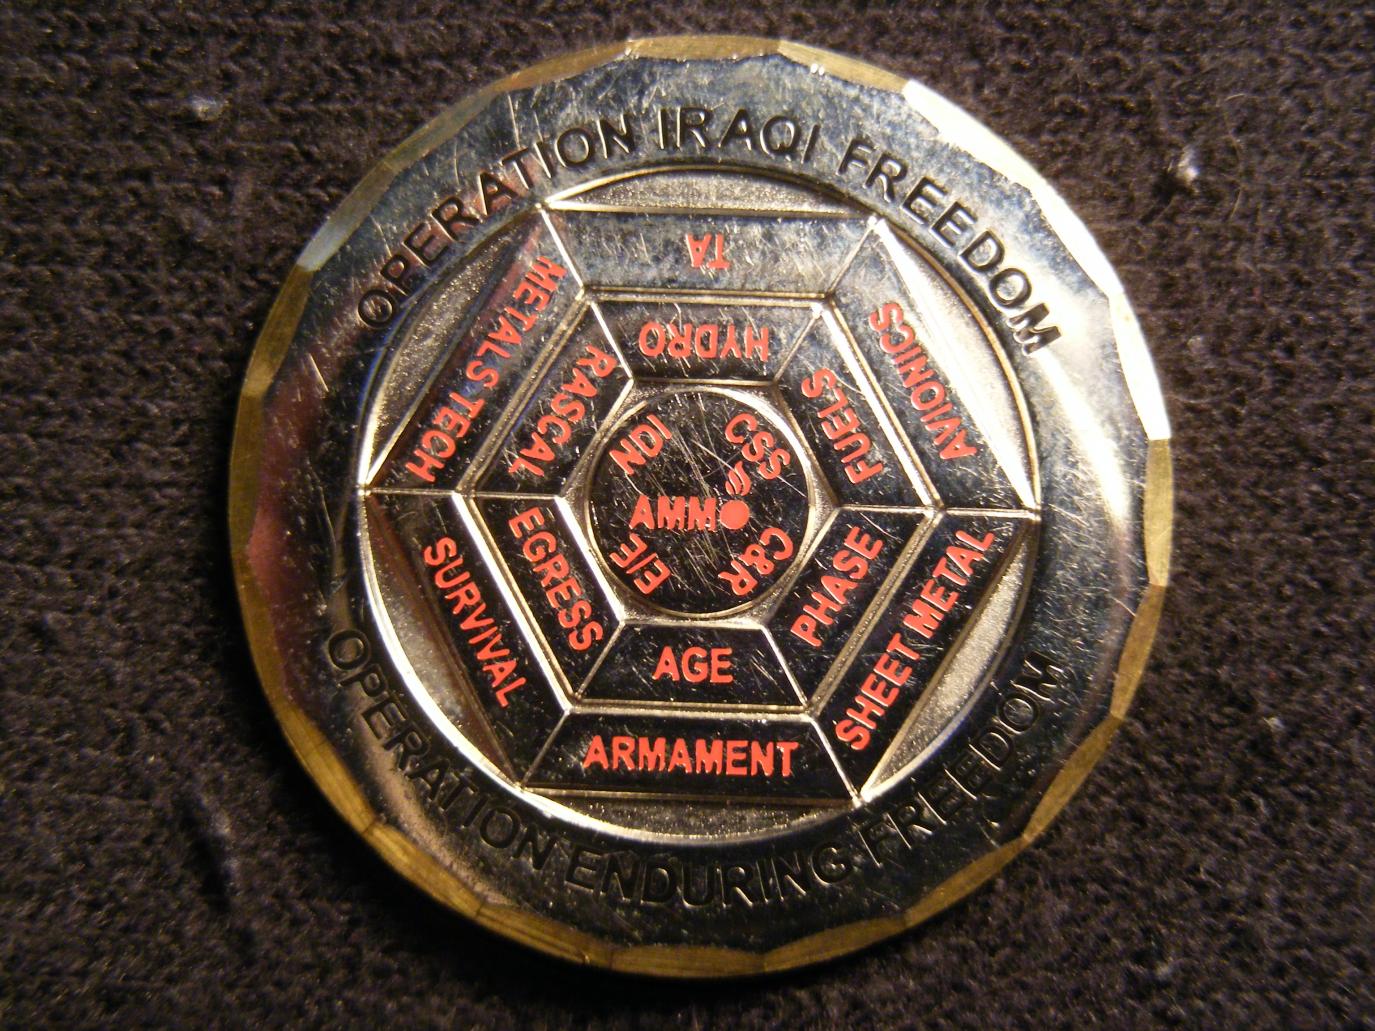 OPERATION IRAQI FREEDOM
TA
METALS TECH
AVIONICS
HYDRO
RASCAL
FUELS
NDI
CSS
AMMO
E/E
C&R
EGRESS
PHASE
SURVIVAL
SHEET METAL
AGE
ARMAMENT
OPERATION ENDURING FREEDOM